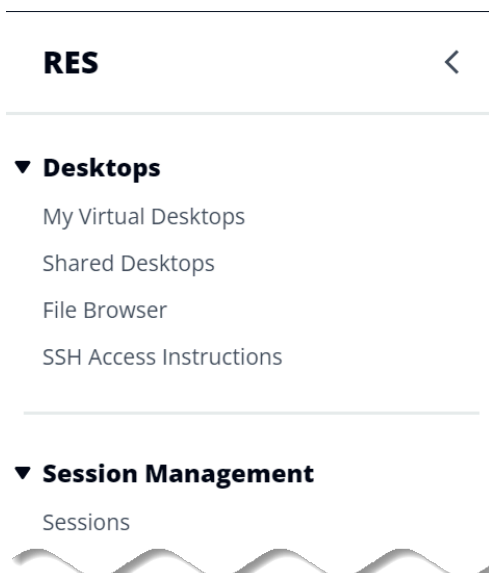 RES
Desktops
My Virtual Desktops
Shared Desktops
File Browser
SSH Access Instructions
Session Management
Sessions